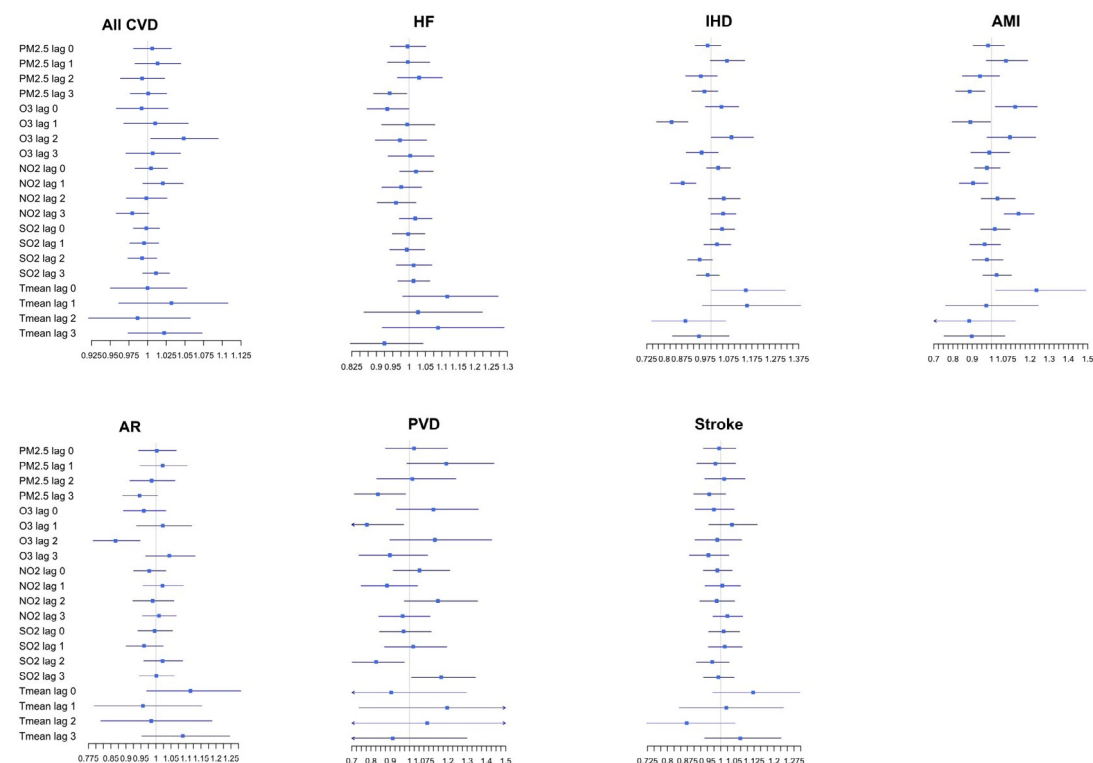 All CVD
HF
IHD
AMI
PM2.5 lag 0
PM2.5 lag 1
PM2.5 lag 2
PM2.5 lag 3
O3 lag 0
O3 lag 1
O3 lag 2
O3 lag 3
NO2 lag 0
NO2 lag 1
NO2 lag 2
NO2 lag 3
SO2 lag 0
SO2 lag 1
SO2 lag 2
SO2 lag 3
Tmean lag 0
Tmean lag 1
Tmean lag 2
Tmean lag 3
0.925 0.95 0.975 1 1.025 1.05 1.075 1.1 1.125
0.825 0.9 0.95 1 1.05 1.1 1.15 1.2 1.25 1.3
0.725 0.8 0.875 0.975 1.075 1.175 1.275 1.375
0.7 0.8 0.9 1 1.075 1.2 1.3 1.4 1.5
AR
PVD
Stroke
PM2.5 lag 0
PM2.5 lag 1
PM2.5 lag 2
PM2.5 lag 3
O3 lag 0
O3 lag 1
O3 lag 2
O3 lag 3
NO2 lag 0
NO2 lag 1
NO2 lag 2
NO2 lag 3
SO2 lag 0
SO2 lag 1
SO2 lag 2
SO2 lag 3
Tmean lag 0
Tmean lag 1
Tmean lag 2
Tmean lag 3
0.775 0.85 0.9 0.95 1 1.05 1.1 1.15 1.2 1.25
0.7 0.8 0.9 1 1.075 1.2 1.3 1.4 1.5
0.725 0.8 0.875 0.95 1 1.05 1.125 1.2 1.275